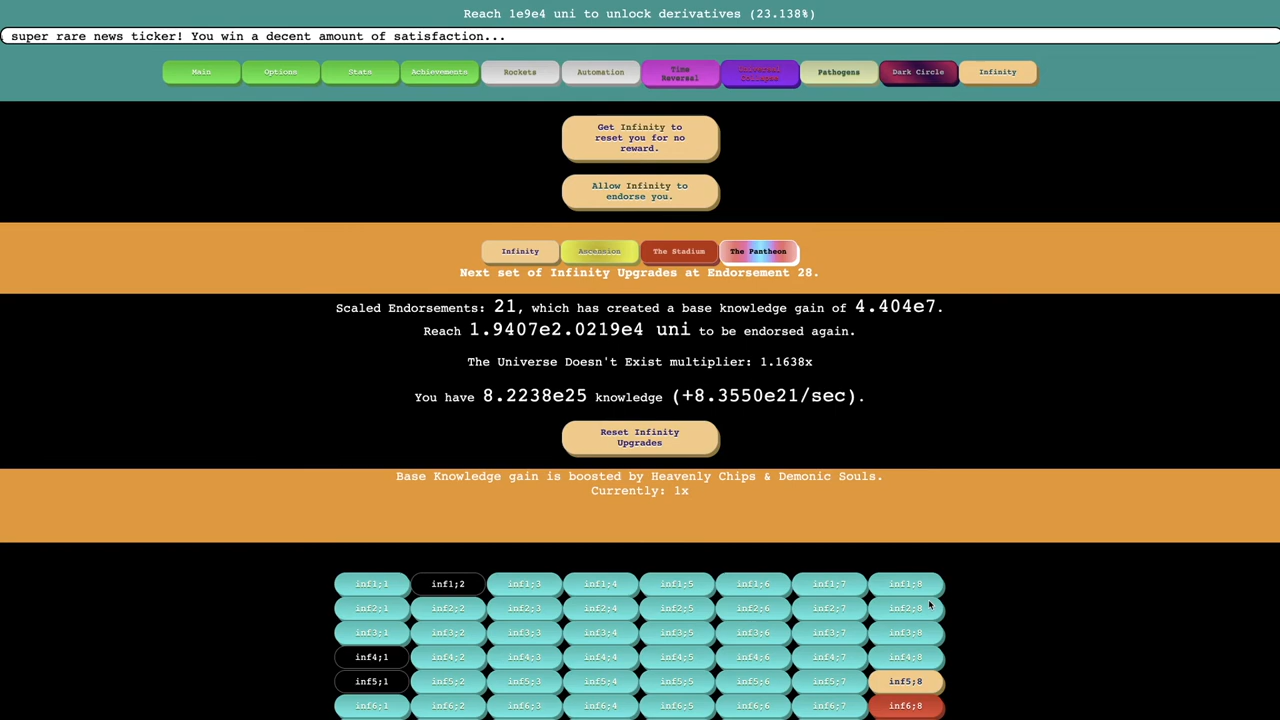 Reach 1e9e4 uni to unlock derivatives (23.138%)
super rare news ticker! You win a decent amount of satisfaction...
Main Options Stats Achievements Rockets Automation Time Reversal Universal Collapse Pathogens Dark Circle Infinity
Get Infinity to
reset you for no
reward.
Allow Infinity to
endorse you.
Infinity Ascension The Stadium The Pantheon
Next set of Infinity Upgrades at Endorsement 28.
Scaled Endorsements: 21, which has created a base knowledge gain of 4.404e7.
Reach 1.9407e2.0219e4 uni to be endorsed again.
The Universe Doesn't Exist multiplier: 1.1638x
You have 8.2238e25 knowledge (+8.3550e21/sec).
Reset Infinity
Upgrades
Base Knowledge gain is boosted by Heavenly Chips & Demonic Souls.
Currently: 1x
inf1;1 inf1;2 inf1;3 inf1;4 inf1;5 inf1;6 inf1;7 inf1;8
inf2;1 inf2;2 inf2;3 inf2;4 inf2;5 inf2;6 inf2;7 inf2;8
inf3;1 inf3;2 inf3;3 inf3;4 inf3;5 inf3;6 inf3;7 inf3;8
inf4;1 inf4;2 inf4;3 inf4;4 inf4;5 inf4;6 inf4;7 inf4;8
inf5;1 inf5;2 inf5;3 inf5;4 inf5;5 inf5;6 inf5;7 inf5;8
inf6;1 inf6;2 inf6;3 inf6;4 inf6;5 inf6;6 inf6;7 inf6;8